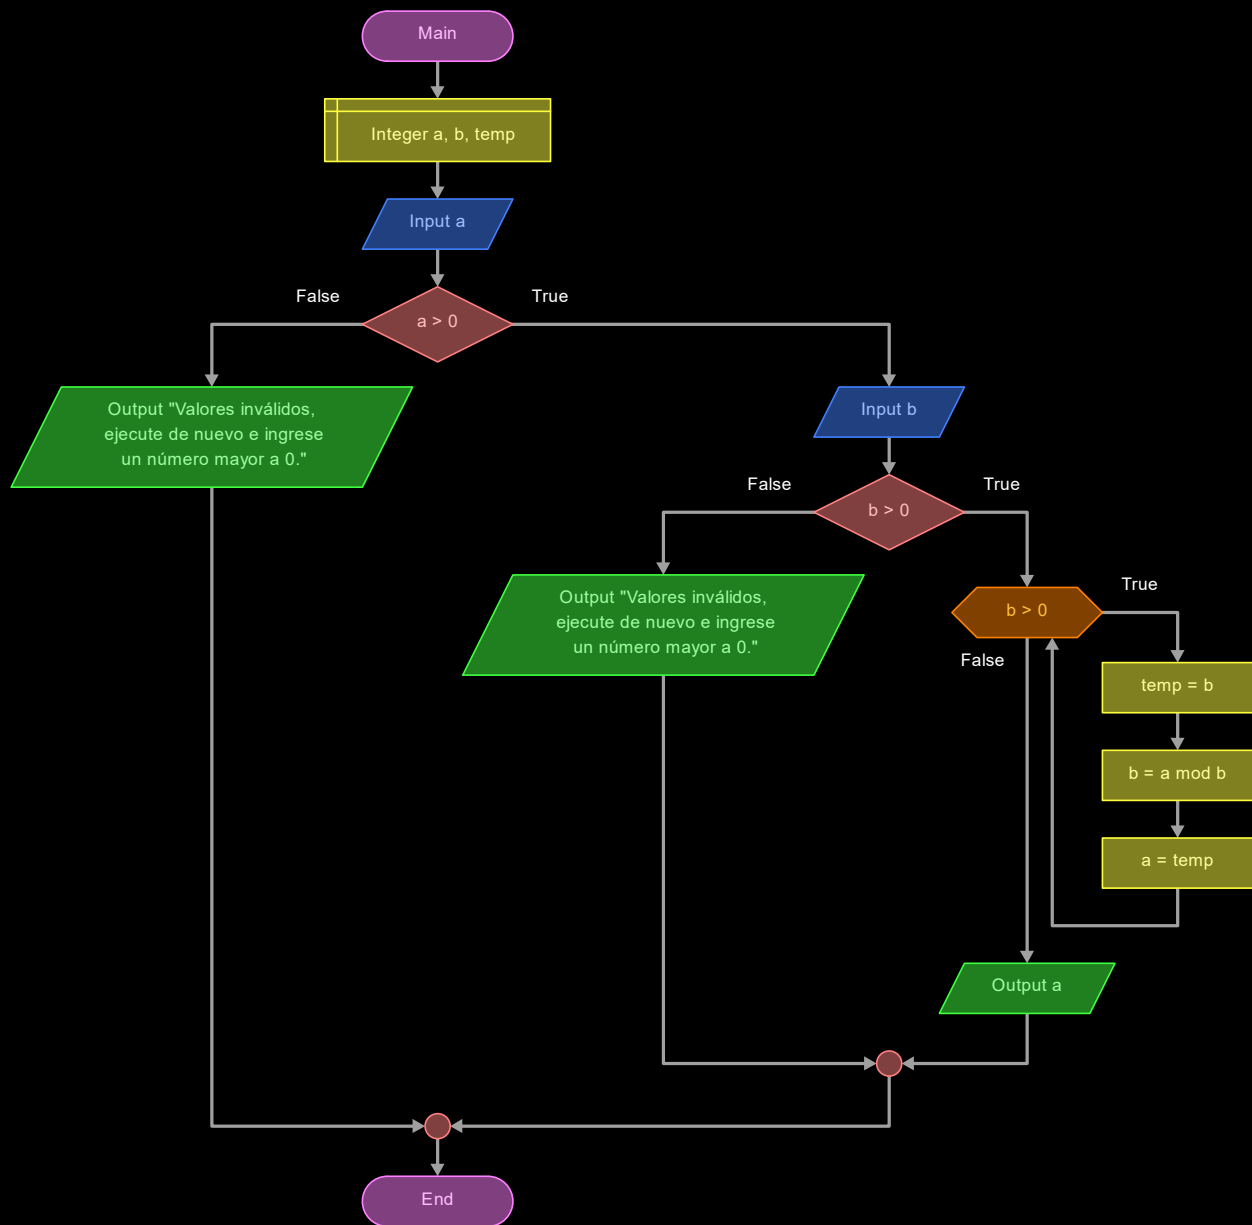 Main
Integer a, b, temp
Input a
False
True
a > 0
Output "Valores inválidos,
ejecute de nuevo e ingrese
un número mayor a 0."
Input b
False
True
b > 0
Output "Valores inválidos,
ejecute de nuevo e ingrese
un número mayor a 0."
b > 0
True
False
temp = b
b = a mod b
a = temp
Output a
End